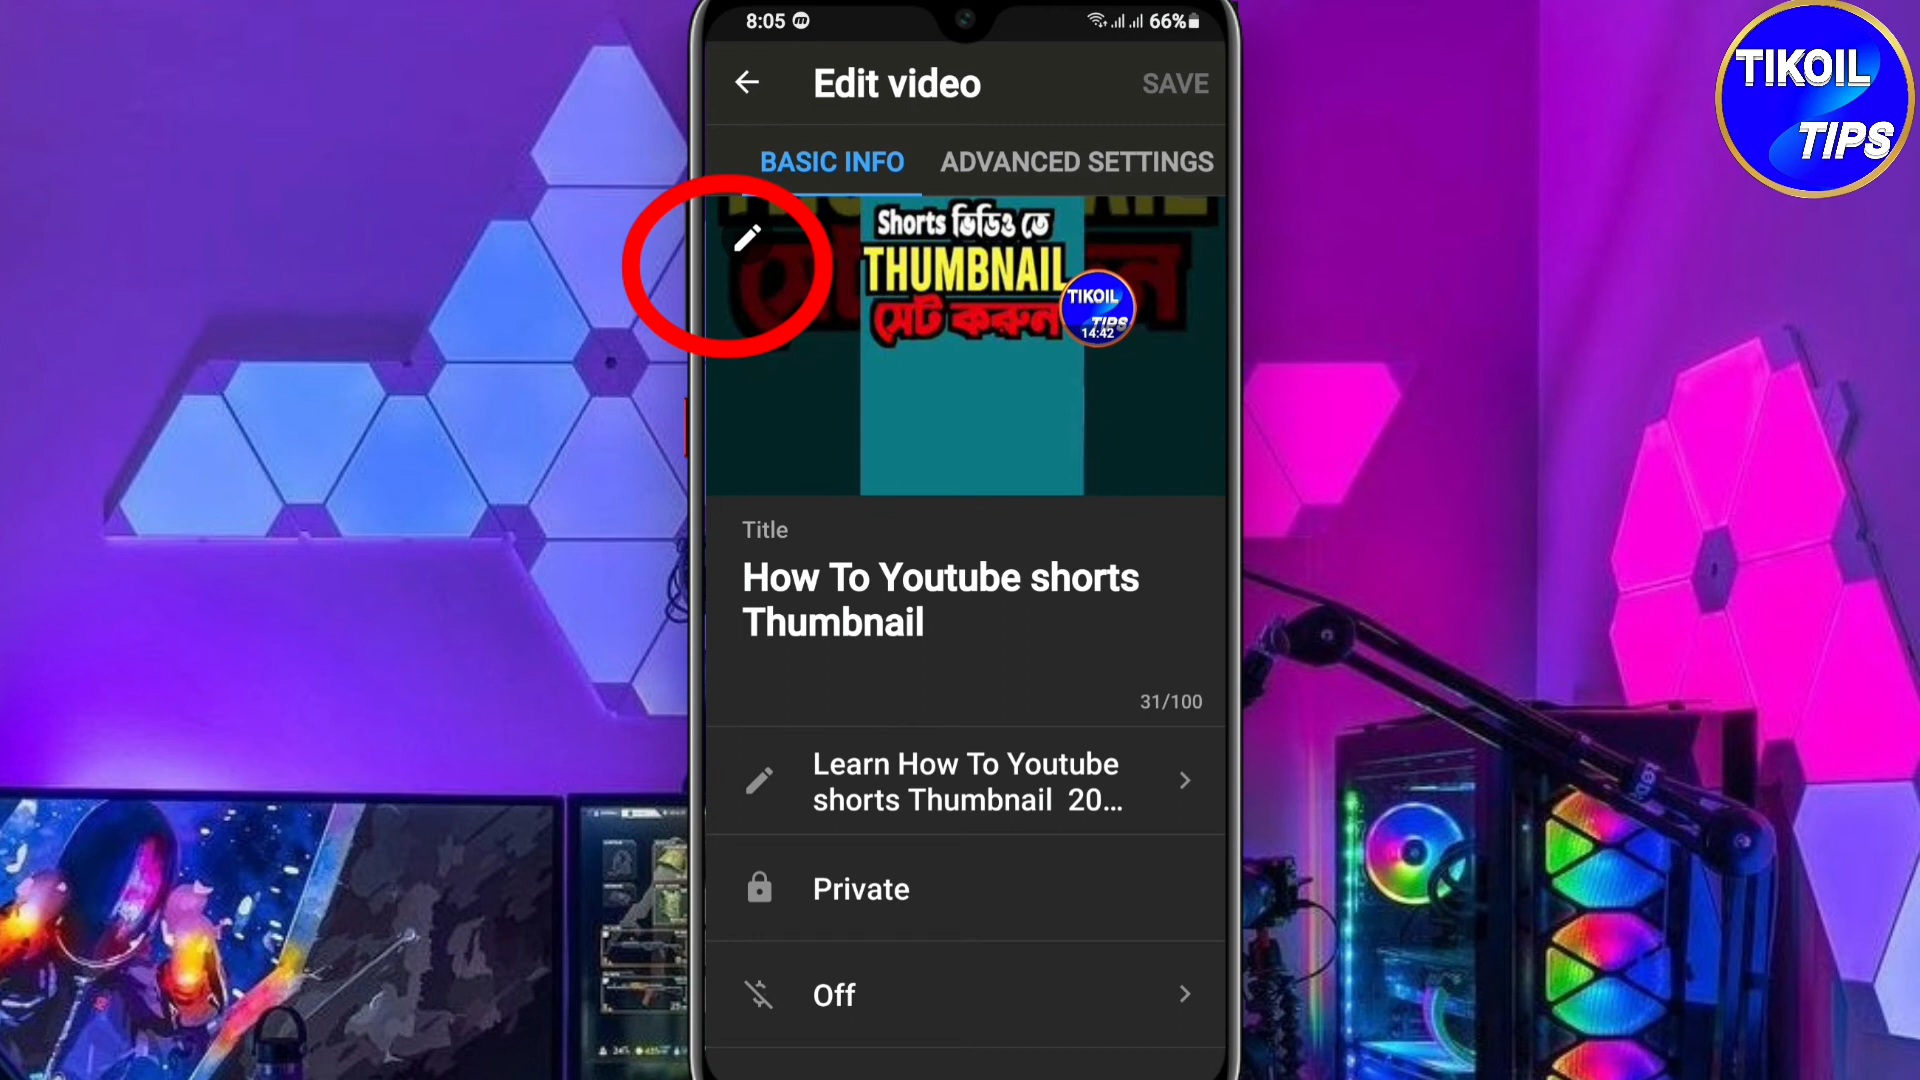 8:05
66%
TIKOIL
TIPS
Edit video
SAVE
BASIC INFO
ADVANCED SETTINGS
Shorts ভিডিও তে
THUMBNAIL
সেট করুন
TIKOIL
TIPS
14:42
Title
How To Youtube shorts
Thumbnail
31/100
Learn How To Youtube
shorts Thumbnail 20...
Private
Off